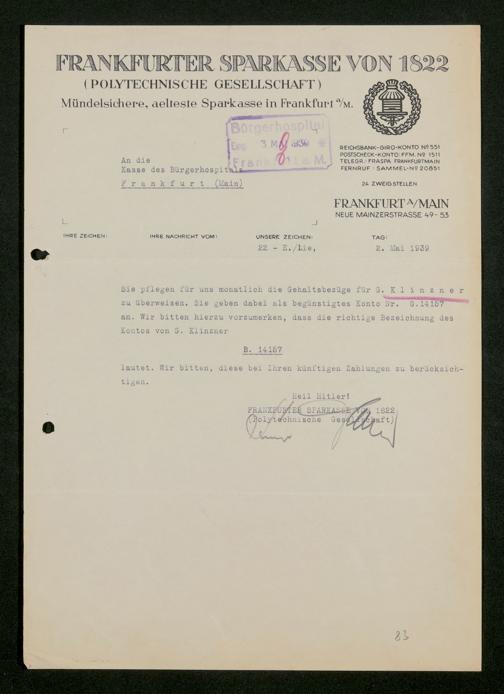 FRANKFURTER SPARKASSE VON 1822
(POLYTECHNISCHE GESELLSCHAFT)
Mündelsichere, aelteste Sparkasse in Frankfurt a/M.
Bürgerhospital
3 MAI 1939
Frankfurt a. M.
REICHSBANK-GIRO-KONTO No 551
POSTSCHECK-KONTO: FFM. No 1511
TELEGR.: FRASPA FRANKFURTMAIN
FERNRUF: SAMMEL-No 20851
24 ZWEIGSTELLEN
FRANKFURT A/MAIN
NEUE MAINZERSTRASSE 49-53
An die
Kasse des Bürgerhospitals
Frankfurt (Main)
IHRE ZEICHEN: IHRE NACHRICHT VOM: UNSERE ZEICHEN: TAG:
22 - E./Lie. 2. Mai 1939
Sie pflegen für uns monatlich die Gehaltsbezüge für G. Klinzner
zu überweisen. Sie geben dabei als begünstigtes Konto Nr. G.14157
an. Wir bitten hierzu vorzumerken, dass die richtige Bezeichnung des
Kontos von G. Klinzner
B. 14157
lautet. Wir bitten, diese bei Ihren künftigen Zahlungen zu berücksich-
tigen.
Heil Hitler!
FRANKFURTER SPARKASSE VON 1822
(Polytechnische Gesellschaft)
83